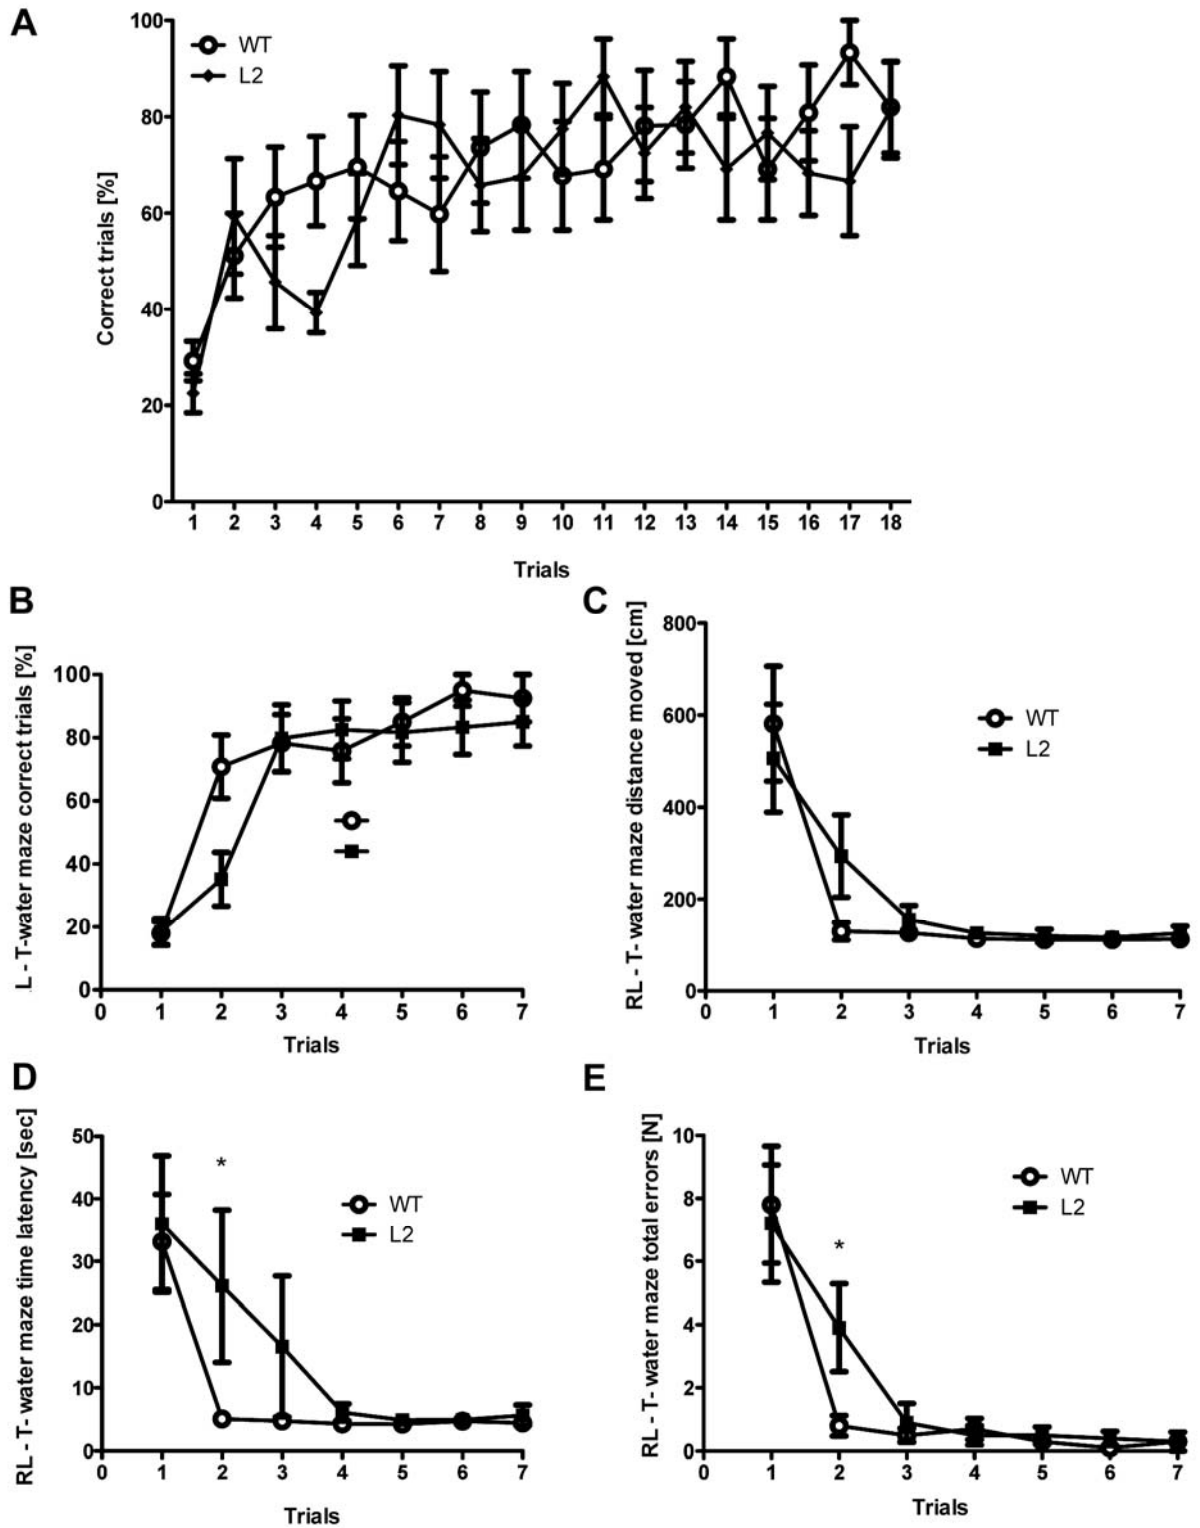 A
WT
L2
Correct trials [%]
100
80
60
40
20
0
1 2 3 4 5 6 7 8 9 10 11 12 13 14 15 16 17 18
Trials
B
L - T-water maze correct trials [%]
100
80
60
40
20
0
0 1 2 3 4 5 6 7
Trials
C
RL - T- water maze distance moved [cm]
800
600
400
200
0
WT
L2
0 1 2 3 4 5 6 7
Trials
D
RL - T- water maze time latency [sec]
50
40
30
20
10
0
*
WT
L2
0 1 2 3 4 5 6 7
Trials
E
RL - T- water maze total errors [N]
10
8
6
4
2
0
*
WT
L2
0 1 2 3 4 5 6 7
Trials